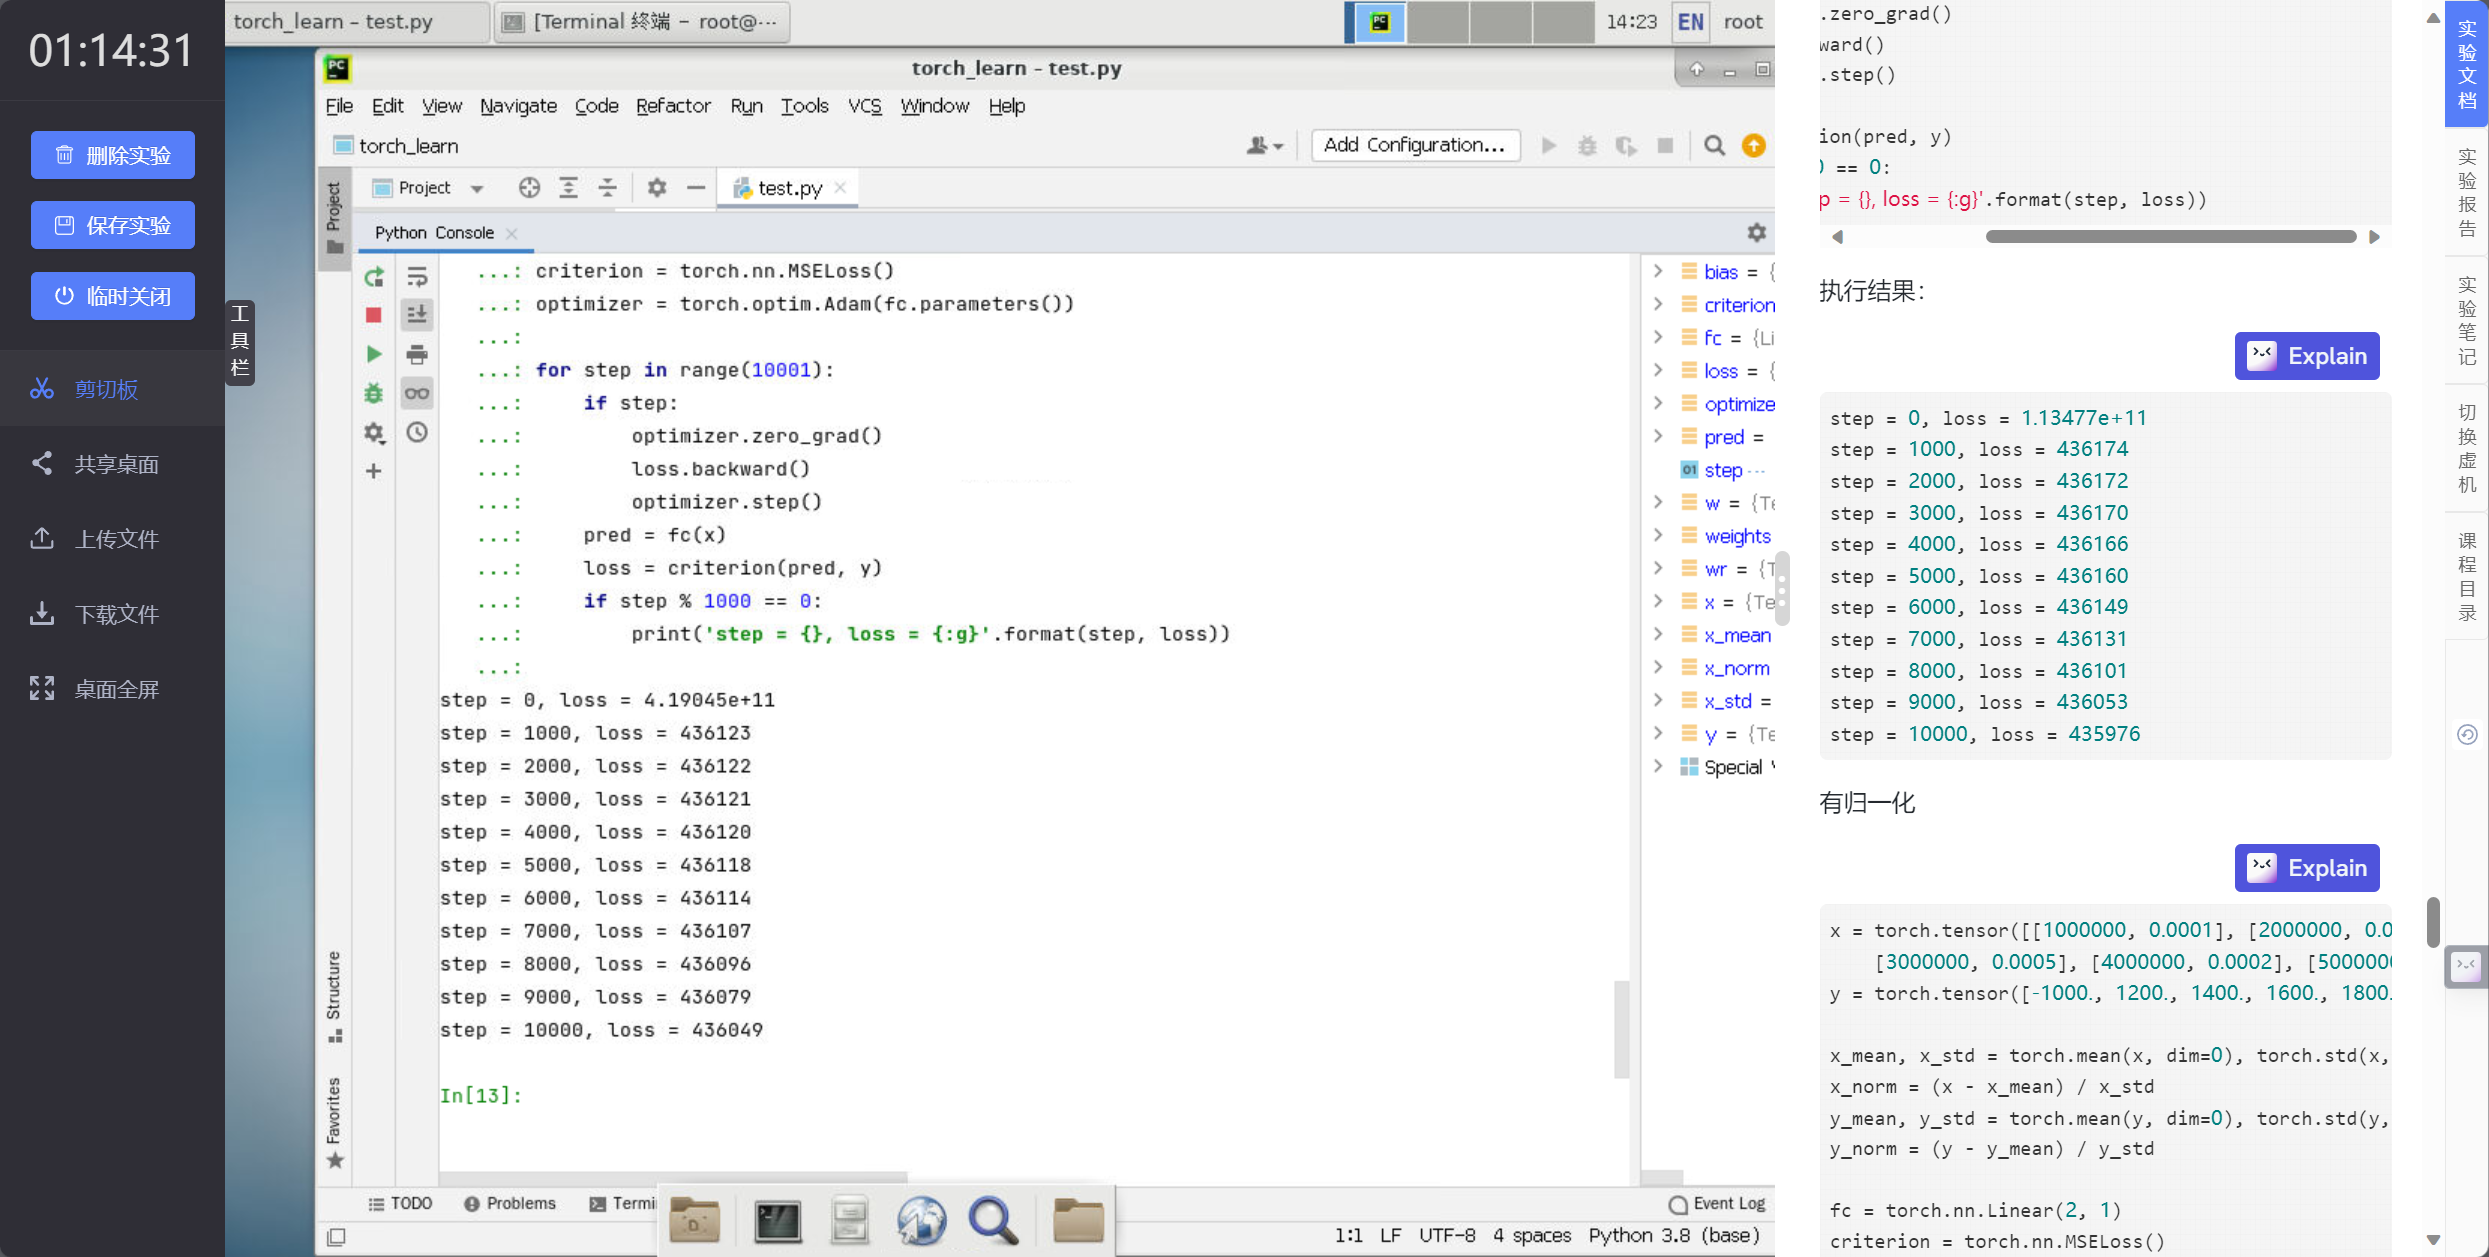 01:14:31
删除实验
保存实验
临时关闭
剪切板
共享桌面
上传文件
下载文件
桌面全屏
工具栏
torch_learn – test.py
[Terminal 终端 – root@···
14:23
EN
root
torch_learn – test.py
File Edit View Navigate Code Refactor Run Tools VCS Window Help
torch_learn
Add Configuration...
Project
Project
test.py
Python Console
...: criterion = torch.nn.MSELoss()
...: optimizer = torch.optim.Adam(fc.parameters())
...:
...: for step in range(10001):
...:     if step:
...:         optimizer.zero_grad()
...:         loss.backward()
...:         optimizer.step()
...:     pred = fc(x)
...:     loss = criterion(pred, y)
...:     if step % 1000 == 0:
...:         print('step = {}, loss = {:g}'.format(step, loss))
...:
step = 0, loss = 4.19045e+11
step = 1000, loss = 436123
step = 2000, loss = 436122
step = 3000, loss = 436121
step = 4000, loss = 436120
step = 5000, loss = 436118
step = 6000, loss = 436114
step = 7000, loss = 436107
step = 8000, loss = 436096
step = 9000, loss = 436079
step = 10000, loss = 436049
In[13]:
bias = {
criterion
fc = {Li
loss = {
optimize
pred =
01 step ···
w = {Te
weights
wr = {T
x = {Te
x_mean
x_norm
x_std =
y = {Te
Special
Structure
Favorites
TODO
Problems
Termi
Event Log
1:1 LF UTF-8 4 spaces Python 3.8 (base)
.zero_grad()
ward()
.step()
ion(pred, y)
0 == 0:
p = {}, loss = {:g}'.format(step, loss))
执行结果：
Explain
step = 0, loss = 1.13477e+11
step = 1000, loss = 436174
step = 2000, loss = 436172
step = 3000, loss = 436170
step = 4000, loss = 436166
step = 5000, loss = 436160
step = 6000, loss = 436149
step = 7000, loss = 436131
step = 8000, loss = 436101
step = 9000, loss = 436053
step = 10000, loss = 435976
有归一化
Explain
x = torch.tensor([[1000000, 0.0001], [2000000, 0.0
[3000000, 0.0005], [4000000, 0.0002], [5000000
y = torch.tensor([-1000., 1200., 1400., 1600., 1800.
x_mean, x_std = torch.mean(x, dim=0), torch.std(x,
x_norm = (x - x_mean) / x_std
y_mean, y_std = torch.mean(y, dim=0), torch.std(y,
y_norm = (y - y_mean) / y_std
fc = torch.nn.Linear(2, 1)
criterion = torch.nn.MSELoss()
实验文档
实验报告
实验笔记
切换虚机
课程目录